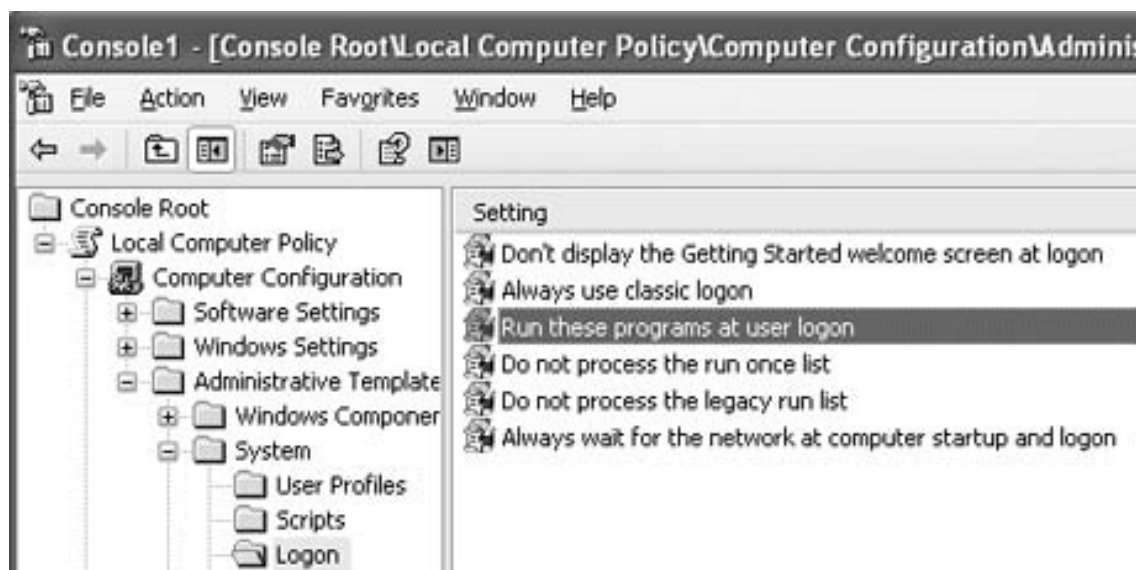 Console1 - [Console Root\Local Computer Policy\Computer Configuration\Adminis
File Action View Favorites Window Help
Console Root
Local Computer Policy
Computer Configuration
Software Settings
Windows Settings
Administrative Template
Windows Componer
System
User Profiles
Scripts
Logon
Setting
Don't display the Getting Started welcome screen at logon
Always use classic logon
Run these programs at user logon
Do not process the run once list
Do not process the legacy run list
Always wait for the network at computer startup and logon